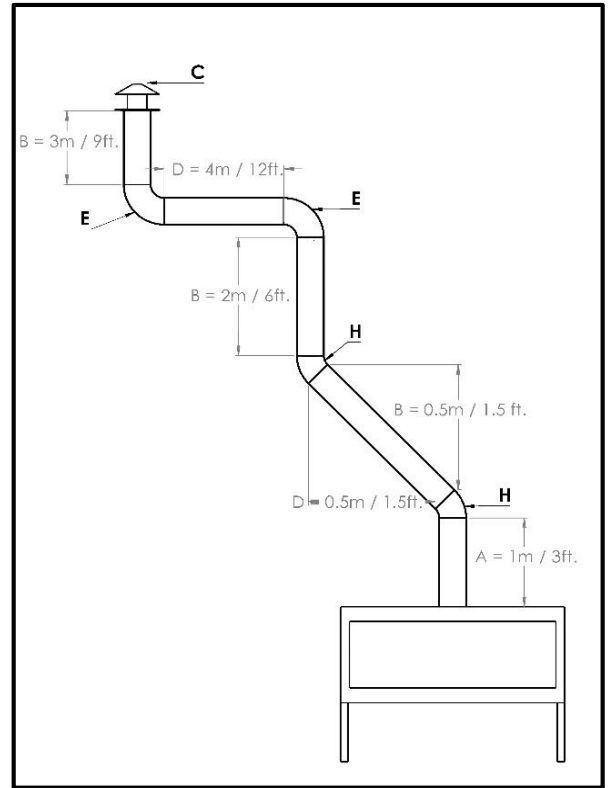 C
B = 3m / 9ft.
D = 4m / 12ft.
E
E
B = 2m / 6ft.
H
B = 0.5m / 1.5 ft.
D = 0.5m / 1.5ft.
H
A = 1m / 3ft.